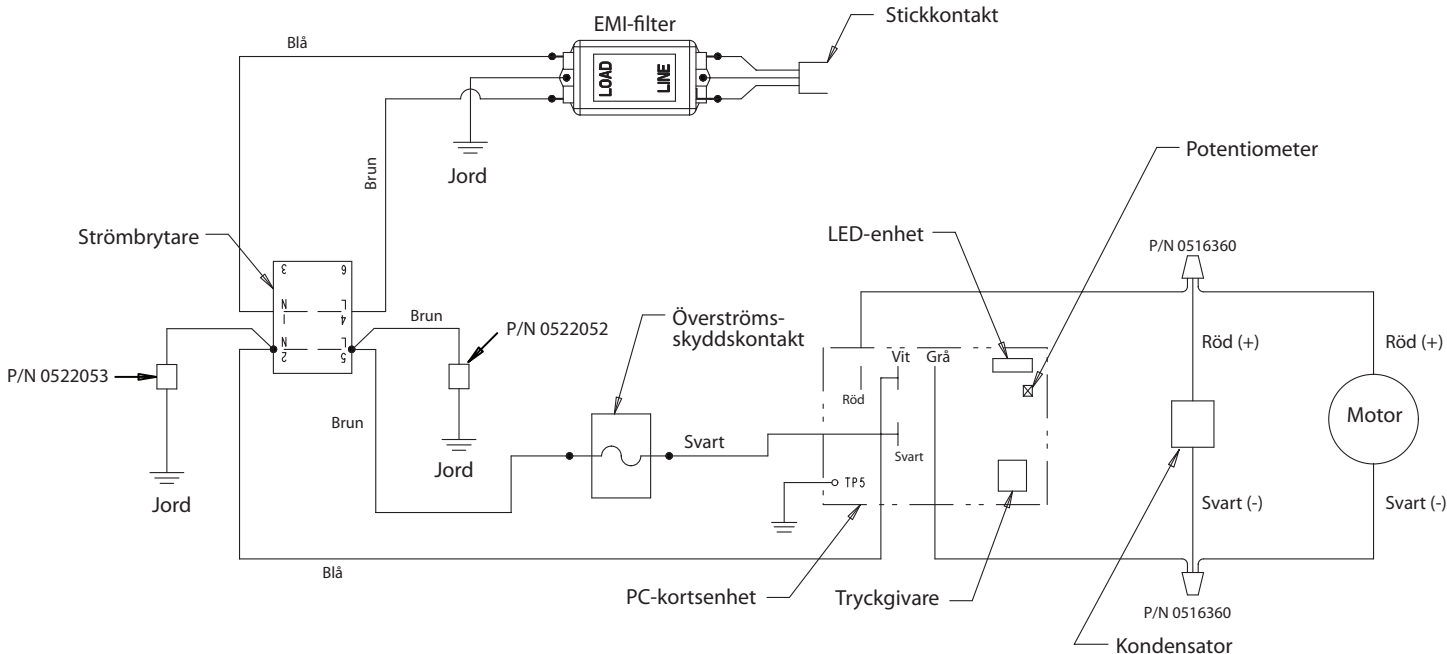 Stickkontakt
EMI-filter
Blå
LOAD
LINE
Jord
Brun
Potentiometer
Strömbrytare
LED-enhet
P/N 0516360
3 6
N L
1 4
N L
2 5
Brun
P/N 0522052
Överströms-
skyddskontakt
Röd (+)
Röd (+)
P/N 0522053
Vit Grå
Röd
Motor
Brun
Svart
Svart
Jord
Jord
TP5
Svart (-)
Svart (-)
Blå
PC-kortsenhet
Tryckgivare
P/N 0516360
Kondensator